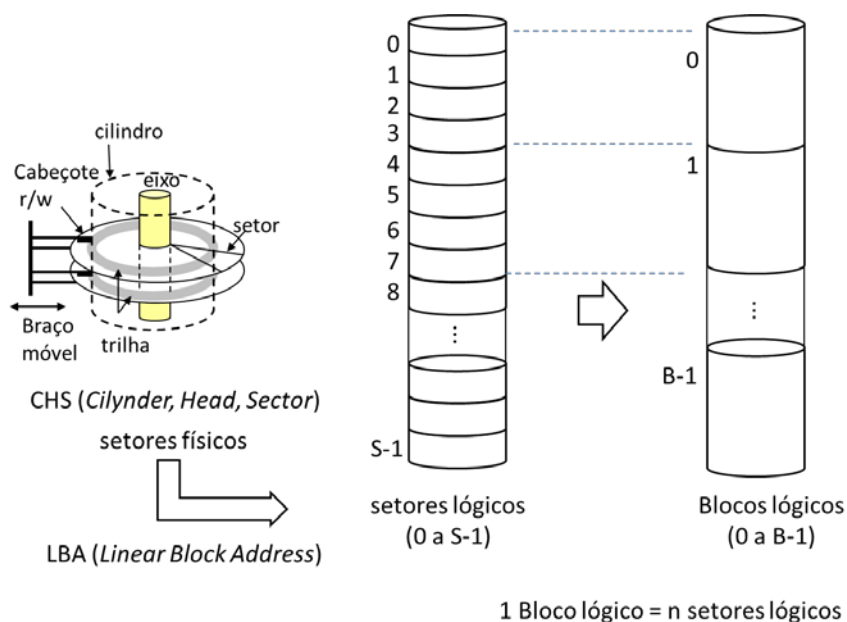 cilindro
Cabeçote
r/w
eixo
setor
Braço
móvel
trilha
CHS (Cilynder, Head, Sector)
setores físicos
LBA (Linear Block Address)
0
1
2
3
4
5
6
7
8
...
S-1
setores lógicos
(0 a S-1)
0
1
...
B-1
Blocos lógicos
(0 a B-1)
1 Bloco lógico = n setores lógicos